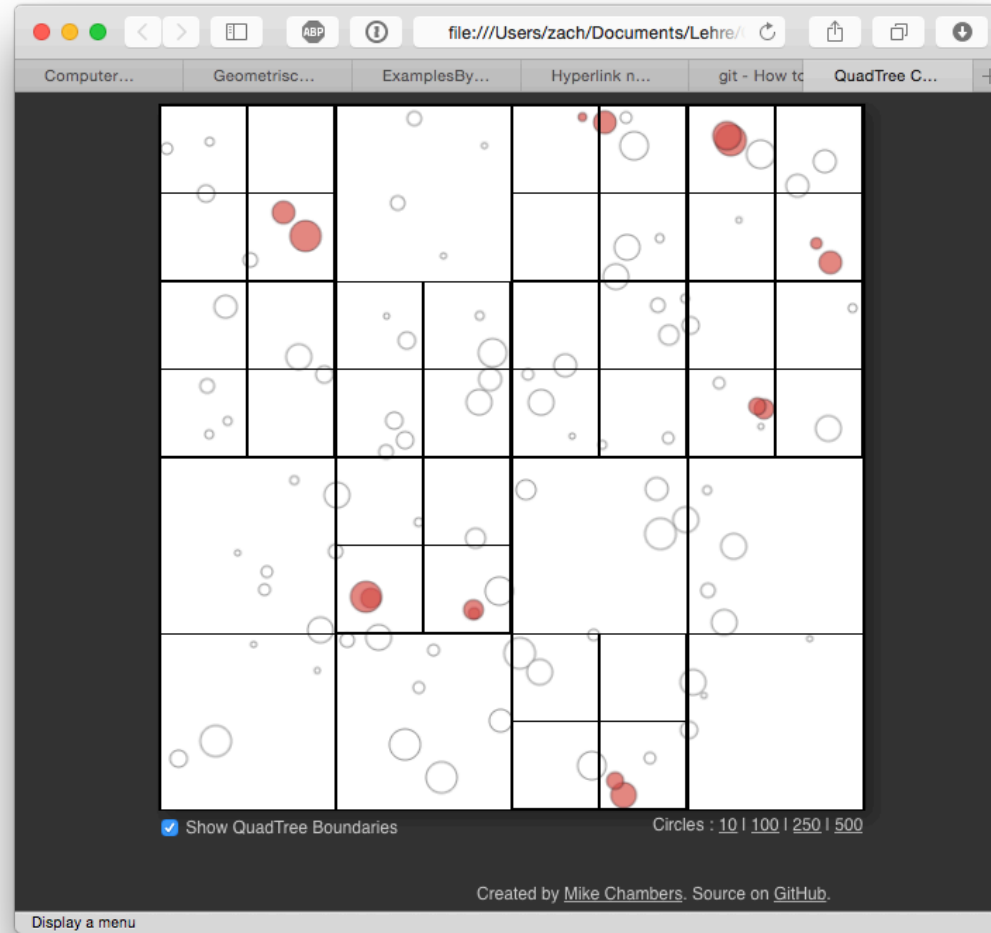 ABP
file:///Users/zach/Documents/Lehre/
Computer... Geometrisc... ExamplesBy... Hyperlink n... git - How to QuadTree C...
Show QuadTree Boundaries
Circles : 10 | 100 | 250 | 500
Created by Mike Chambers. Source on GitHub.
Display a menu